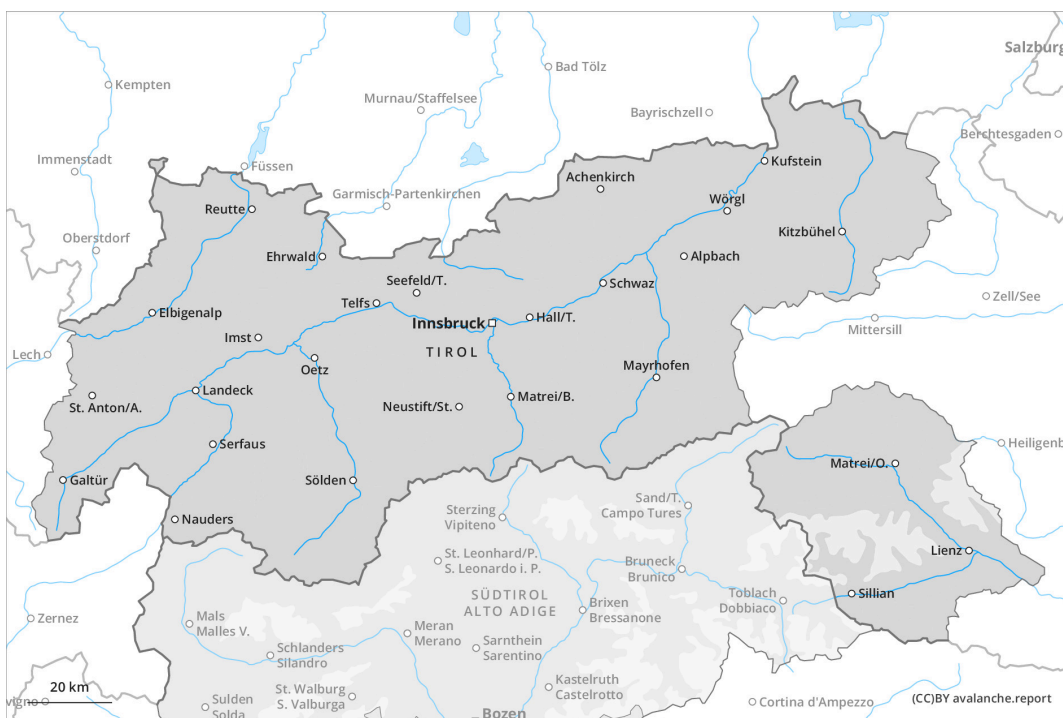 Salzburg
Bad Tölz
Kempten
Murnau/Staffelsee
Bayrischzell
Berchtesgaden
Immenstadt
Kufstein
Füssen
Achenkirch
Garmisch-Partenkirchen
Wörgl
Reutte
Kitzbühel
Oberstdorf
Ehrwald
Alpbach
Seefeld/T.
Schwaz
Zell/See
Telfs
Elbigenalp
Innsbruck
Hall/T.
Mittersill
Imst
TIROL
Lech
Oetz
Mayrhofen
Landeck
St. Anton/A.
Neustift/St.
Matrei/B.
Serfaus
Heiligenb
Matrei/O.
Galtür
Sölden
Sand/T.
Campo Tures
Sterzing
Vipiteno
Nauders
Lienz
St. Leonhard/P.
S. Leonardo i. P.
Bruneck
Brunico
SÜDTIROL
ALTO ADIGE
Toblach
Dobbiaco
Sillian
Brixen
Bressanone
Zernez
Mals
Malles V.
Meran
Merano
Sarnthein
Sarentino
Schlanders
Silandro
Kastelruth
Castelrotto
20 km
St. Walburg
S. Valburga
vigno
Sulden
Solda
Cortina d'Ampezzo
(CC)BY avalanche.report
Bozen